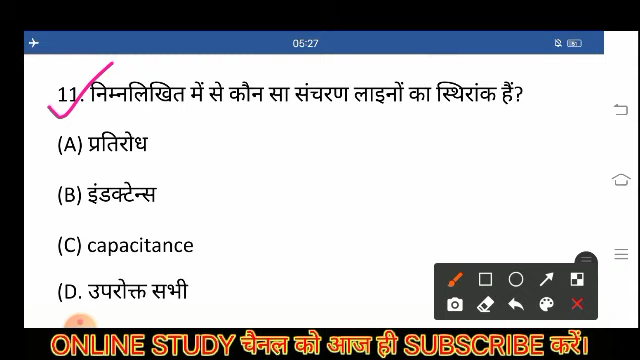 05:27
11. निम्नलिखित में से कौन सा संचरण लाइनों का स्थिरांक हैं?
(A) प्रतिरोध
(B) इंडक्टेन्स
(C) capacitance
(D. उपरोक्त सभी
ONLINE STUDY चैनल को आज ही SUBSCRIBE करें।